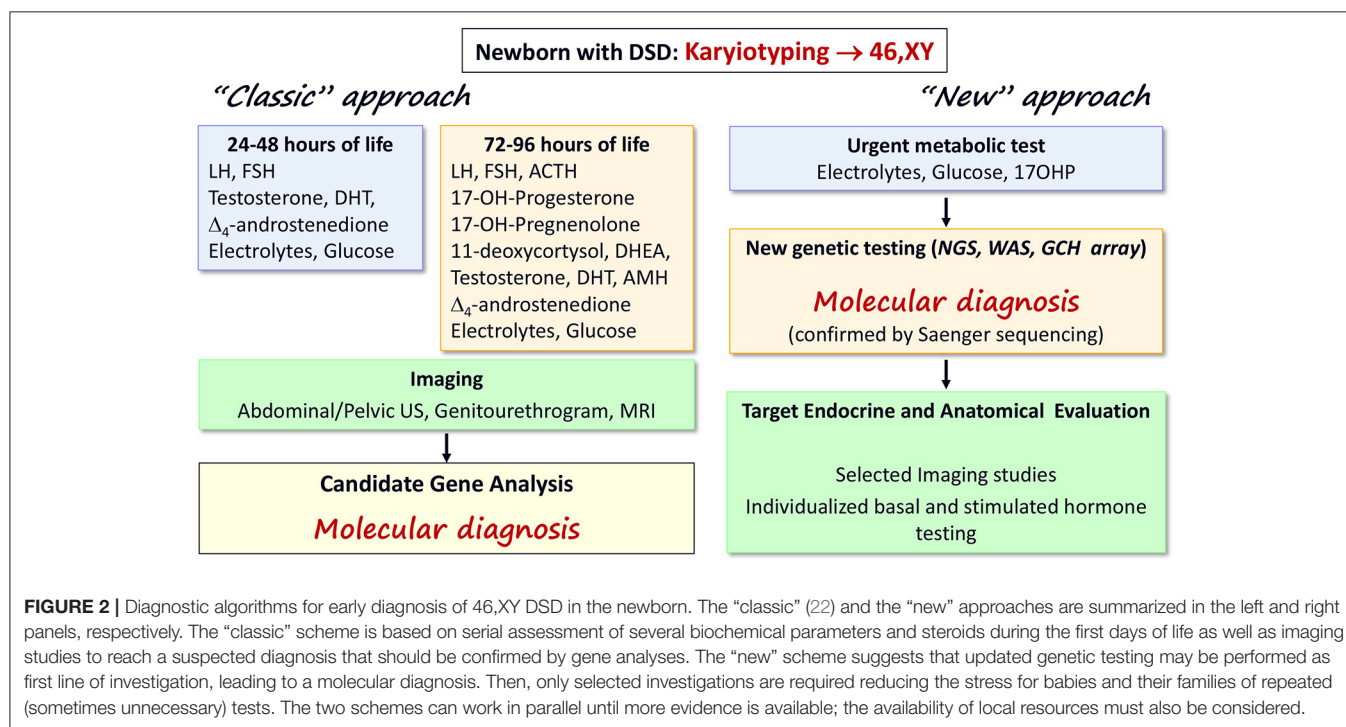 Newborn with DSD: Karyiotyping → 46,XY
"Classic" approach
24-48 hours of life
LH, FSH
Testosterone, DHT,
Δ4-androstenedione
Electrolytes, Glucose
72-96 hours of life
LH, FSH, ACTH
17-OH-Progesterone
17-OH-Pregnenolone
11-deoxycortysol, DHEA,
Testosterone, DHT, AMH
Δ4-androstenedione
Electrolytes, Glucose
Imaging
Abdominal/Pelvic US, Genitourethrogram, MRI
Candidate Gene Analysis
Molecular diagnosis
"New" approach
Urgent metabolic test
Electrolytes, Glucose, 17OHP
New genetic testing (NGS, WAS, GCH array)
Molecular diagnosis
(confirmed by Saenger sequencing)
Target Endocrine and Anatomical Evaluation
Selected Imaging studies
Individualized basal and stimulated hormone
testing
FIGURE 2 | Diagnostic algorithms for early diagnosis of 46,XY DSD in the newborn. The "classic" (22) and the "new" approaches are summarized in the left and right
panels, respectively. The "classic" scheme is based on serial assessment of several biochemical parameters and steroids during the first days of life as well as imaging
studies to reach a suspected diagnosis that should be confirmed by gene analyses. The "new" scheme suggests that updated genetic testing may be performed as
first line of investigation, leading to a molecular diagnosis. Then, only selected investigations are required reducing the stress for babies and their families of repeated
(sometimes unnecessary) tests. The two schemes can work in parallel until more evidence is available; the availability of local resources must also be considered.